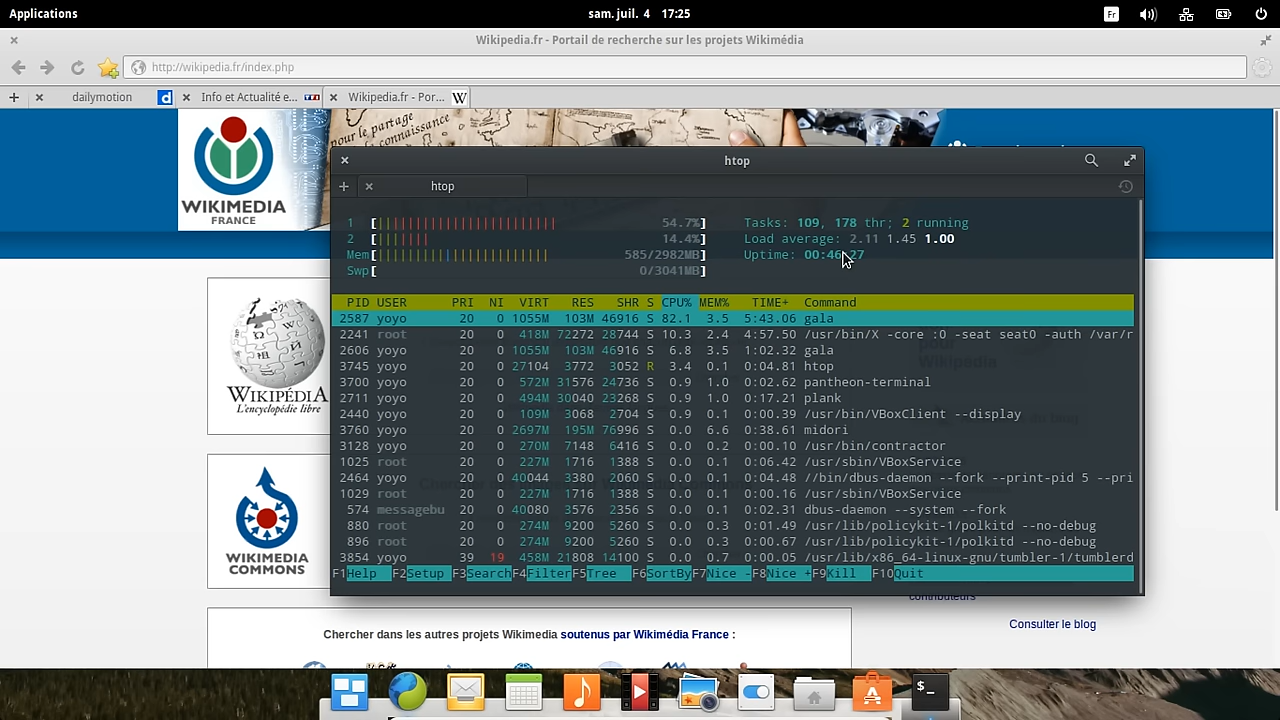 Applications
sam. juil. 4 17:25
Fr
Wikipedia.fr - Portail de recherche sur les projets Wikimédia
http://wikipedia.fr/index.php
dailymotion
d
Info et Actualité e...
Wikipedia.fr - Por...
W
pour le partage
connaissance
WIKIMEDIA
FRANCE
WIKIPÉDIA
L'encyclopédie libre
WIKIMEDIA
COMMONS
htop
htop
1 [ 54.7%] Tasks: 109, 178 thr; 2 running
2 [ 14.4%] Load average: 2.11 1.45 1.00
Mem[ 585/2982MB] Uptime: 00:46:27
Swp[ 0/3041MB]
PID USER PRI NI VIRT RES SHR S CPU% MEM% TIME+ Command
2587 yoyo 20 0 1055M 103M 46916 S 82.1 3.5 5:43.06 gala
2241 root 20 0 418M 72272 28744 S 10.3 2.4 4:57.50 /usr/bin/X -core :0 -seat seat0 -auth /var/r
2606 yoyo 20 0 1055M 103M 46916 S 6.8 3.5 1:02.32 gala
3745 yoyo 20 0 27104 3772 3052 R 3.4 0.1 0:04.81 htop
3700 yoyo 20 0 572M 31576 24736 S 0.9 1.0 0:02.62 pantheon-terminal
2711 yoyo 20 0 494M 30040 23268 S 0.9 1.0 0:17.21 plank
2440 yoyo 20 0 109M 3068 2704 S 0.9 0.1 0:00.39 /usr/bin/VBoxClient --display
3760 yoyo 20 0 2697M 195M 76996 S 0.0 6.6 0:38.61 midori
3128 yoyo 20 0 270M 7148 6416 S 0.0 0.2 0:00.10 /usr/bin/contractor
1025 root 20 0 227M 1716 1388 S 0.0 0.1 0:06.42 /usr/sbin/VBoxService
2464 yoyo 20 0 40044 3380 2060 S 0.0 0.1 0:04.48 //bin/dbus-daemon --fork --print-pid 5 --pri
1029 root 20 0 227M 1716 1388 S 0.0 0.1 0:00.16 /usr/sbin/VBoxService
574 messagebu 20 0 40080 3576 2356 S 0.0 0.1 0:02.31 dbus-daemon --system --fork
880 root 20 0 274M 9200 5260 S 0.0 0.3 0:01.49 /usr/lib/policykit-1/polkitd --no-debug
896 root 20 0 274M 9200 5260 S 0.0 0.3 0:00.67 /usr/lib/policykit-1/polkitd --no-debug
3854 yoyo 39 19 458M 21808 14100 S 0.0 0.7 0:00.05 /usr/lib/x86_64-linux-gnu/tumbler-1/tumblerd
F1Help F2Setup F3SearchF4FilterF5Tree F6SortByF7Nice -F8Nice +F9Kill F10Quit
contributeurs
Consulter le blog
Chercher dans les autres projets Wikimedia soutenus par Wikimédia France :